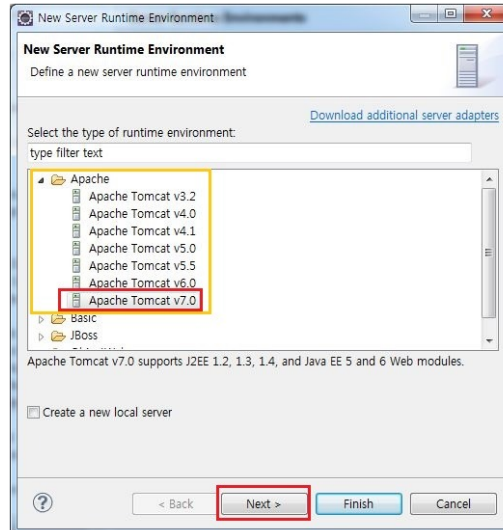 New Server Runtime Environment
New Server Runtime Environment
Define a new server runtime environment
Download additional server adapters
Select the type of runtime environment:
type filter text
Apache
Apache Tomcat v3.2
Apache Tomcat v4.0
Apache Tomcat v4.1
Apache Tomcat v5.0
Apache Tomcat v5.5
Apache Tomcat v6.0
Apache Tomcat v7.0
Basic
JBoss
Apache Tomcat v7.0 supports J2EE 1.2, 1.3, 1.4, and Java EE 5 and 6 Web modules.
Create a new local server
? < Back Next > Finish Cancel